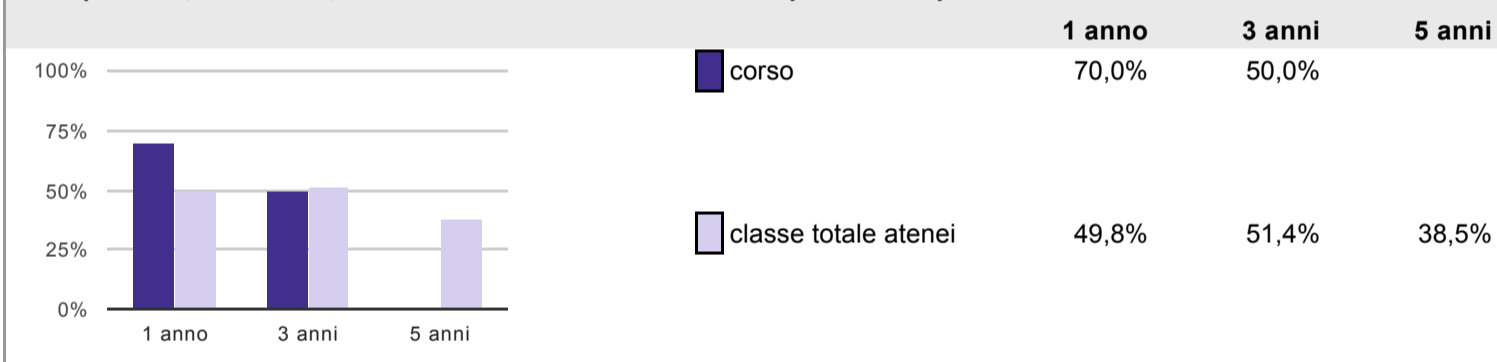 1 anno 3 anni 5 anni
100%
75%
50%
25%
0%
1 anno 3 anni 5 anni
corso 70,0% 50,0%
classe totale atenei 49,8% 51,4% 38,5%